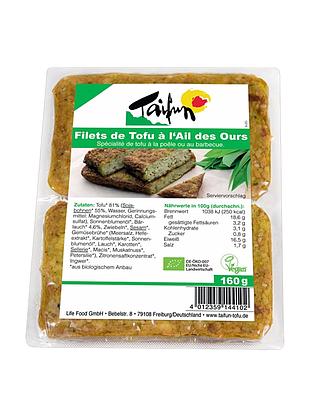 Taifun
Filets de Tofu à l'Ail des Ours
Spécialité de tofu à la poêle ou au barbecue.
Serviervorschlag
Zutaten: Tofu* 81% (Soja-
bohnen* 55%, Wasser, Gerinnungs-
mittel, Magnesiumchlorid, Calcium-
sulfat), Sonnenblumenöl*, Bär-
lauch* 4.6%, Zwiebeln*, Sesam*,
Gemüsebrühe* (Meersalz, Hefe-
extrakt*, Kartoffelstärke*, Sonnen-
blumenöl*, Lauch*, Karotten*,
Sellerie*, Macis*, Muskatnuss*,
Petersilie*), Zitronensaftkonzentrat*,
Ingwer*.
*aus biologischem Anbau
Nährwerte in 100g (durchschn.):
Brennwert 1038 kJ (250 kcal)
Fett 18,6 g
gesättigte Fettsäuren 3,2 g
Kohlenhydrate 3,1 g
Zucker 0,8 g
Eiweiß 16,5 g
Salz 1,7 g
DE-ÖKO-007
EU-/Nicht-EU-
Landwirtschaft
Vegan
160 g
4 012359 144102
Life Food GmbH • Bebelstr. 8 • 79108 Freiburg/Deutschland • www.taifun-tofu.de